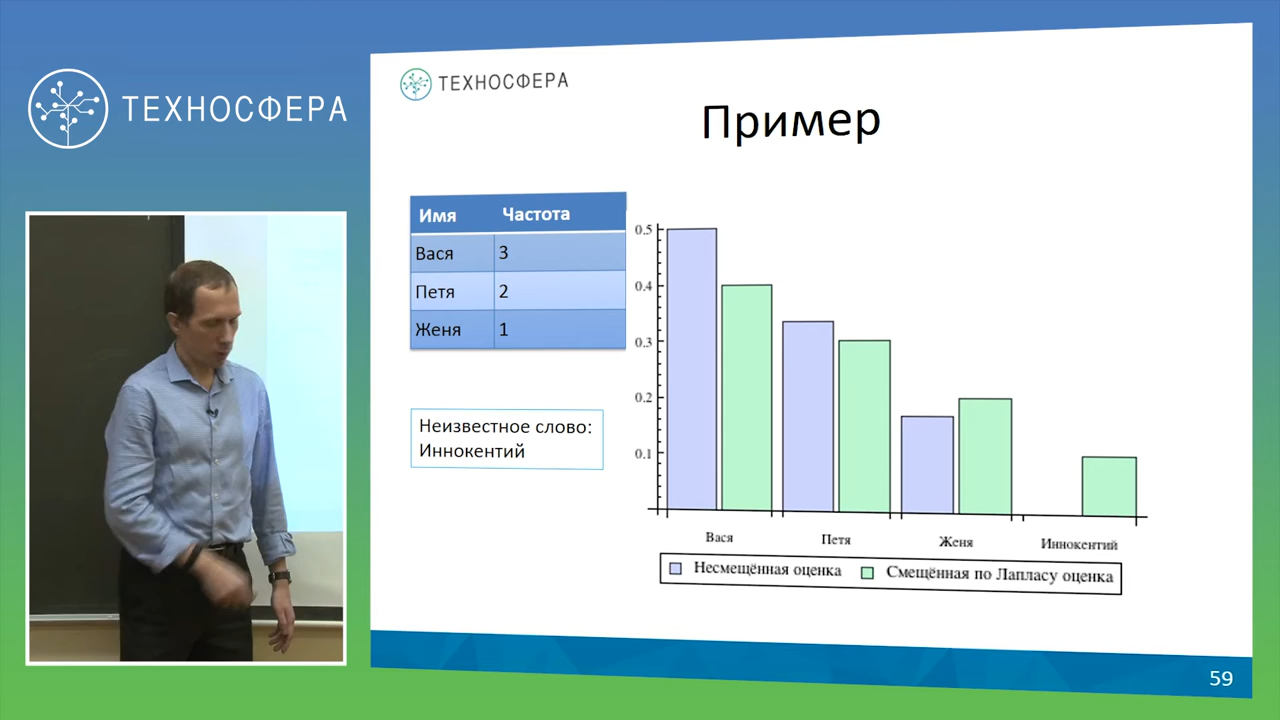 ТЕХНОСФЕРА
ТЕХНОСФЕРА
Пример
Имя Частота
Вася 3
Петя 2
Женя 1
Неизвестное слово:
Иннокентий
0.5
0.4
0.3
0.2
0.1
Вася Петя Женя Иннокентий
Несмещённая оценка Смещённая по Лапласу оценка
59